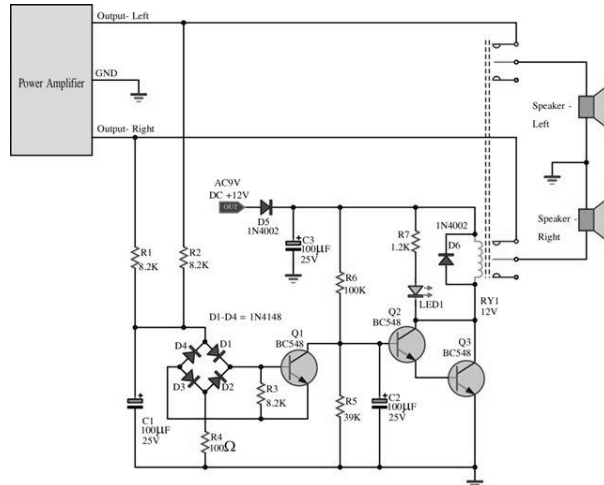 Output- Left
Power Amplifier
GND
Output- Right
Speaker -
Left
Speaker -
Right
AC9V
DC +12V
OUT
D5
1N4002
R1
8.2K
R2
8.2K
C3
100µF
25V
R6
100K
R7
1.2K
1N4002
D6
LED1
RY1
12V
D1-D4 = 1N4148
D4
D1
D3
D2
Q1
BC548
Q2
BC548
Q3
BC548
R3
8.2K
R4
100Ω
R5
39K
C1
100µF
25V
C2
100µF
25V